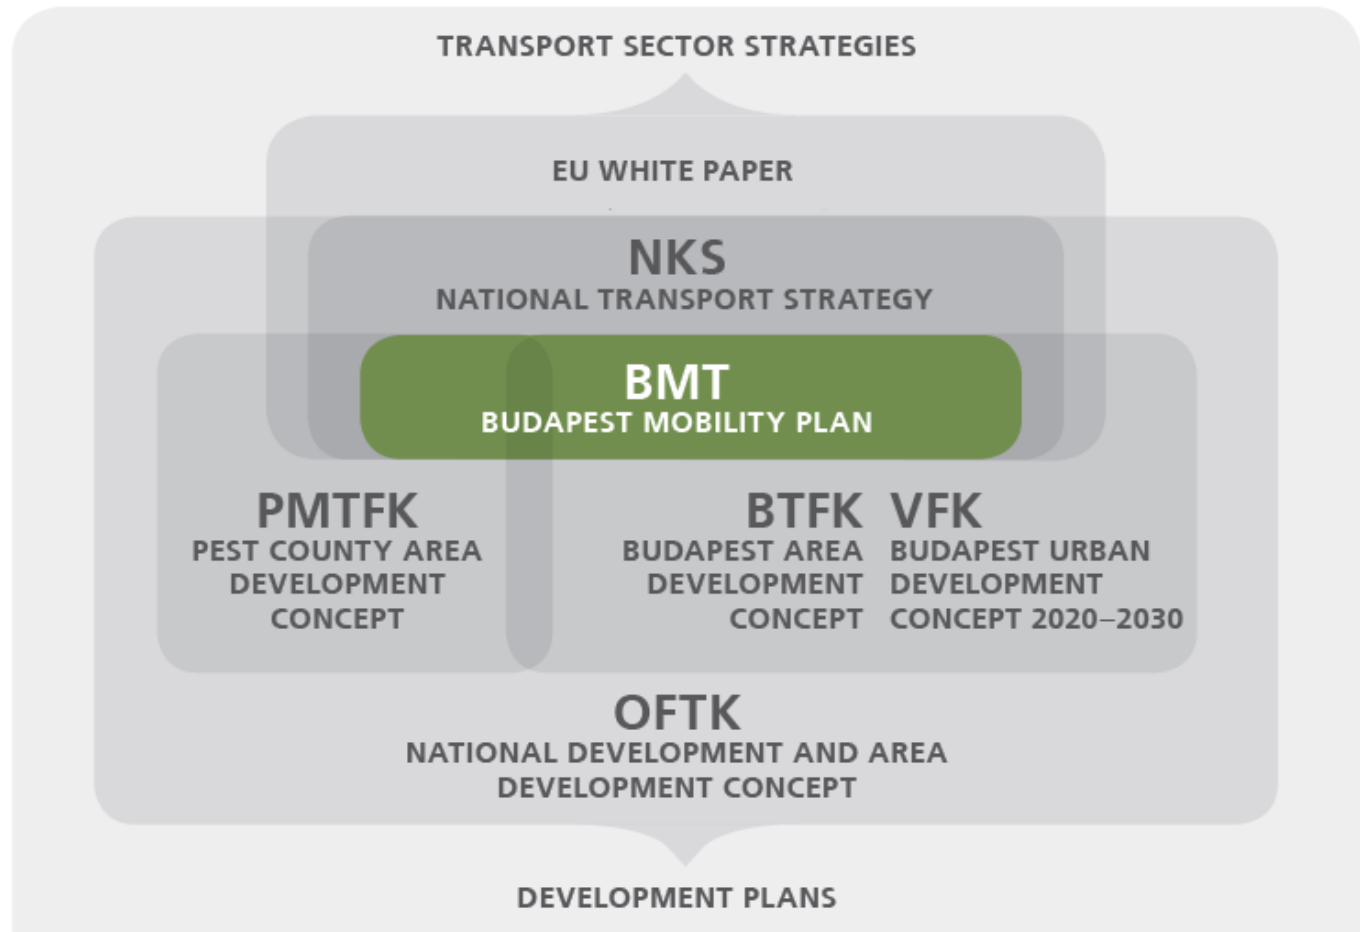 TRANSPORT SECTOR STRATEGIES
EU WHITE PAPER
NKS
NATIONAL TRANSPORT STRATEGY
BMT
BUDAPEST MOBILITY PLAN
PMTFK
PEST COUNTY AREA
DEVELOPMENT
CONCEPT
BTFK
BUDAPEST AREA
DEVELOPMENT
CONCEPT
VFK
BUDAPEST URBAN
DEVELOPMENT
CONCEPT 2020–2030
OFTK
NATIONAL DEVELOPMENT AND AREA
DEVELOPMENT CONCEPT
DEVELOPMENT PLANS